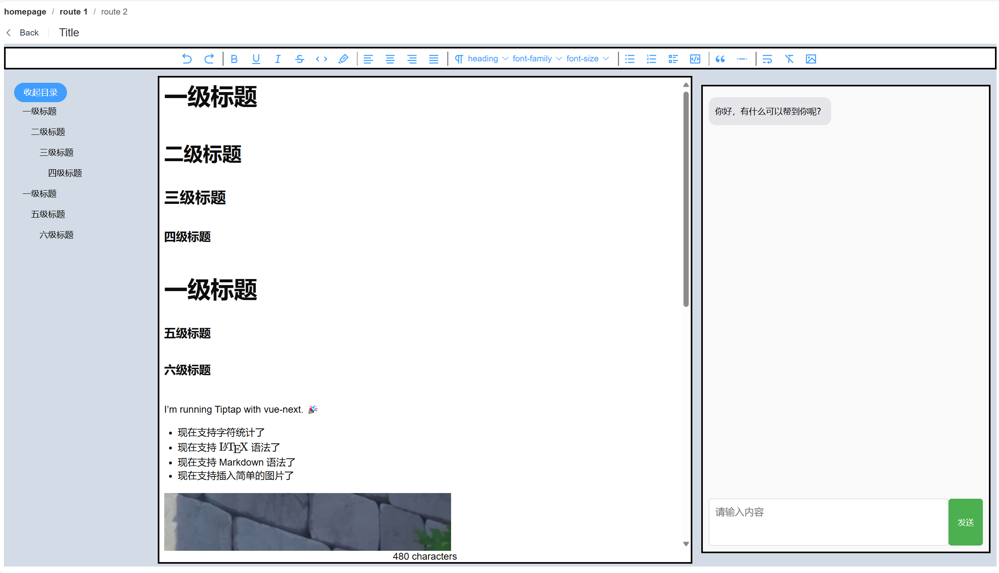 homepage / route 1 / route 2
Back Title
heading font-family font-size
收起目录
一级标题
二级标题
三级标题
四级标题
一级标题
五级标题
六级标题
一级标题
二级标题
三级标题
四级标题
一级标题
五级标题
六级标题
I’m running Tiptap with vue-next. 🎉
现在支持字符统计了
现在支持 LATEX 语法了
现在支持 Markdown 语法了
现在支持插入简单的图片了
480 characters
你好，有什么可以帮到你呢？
请输入内容
发送